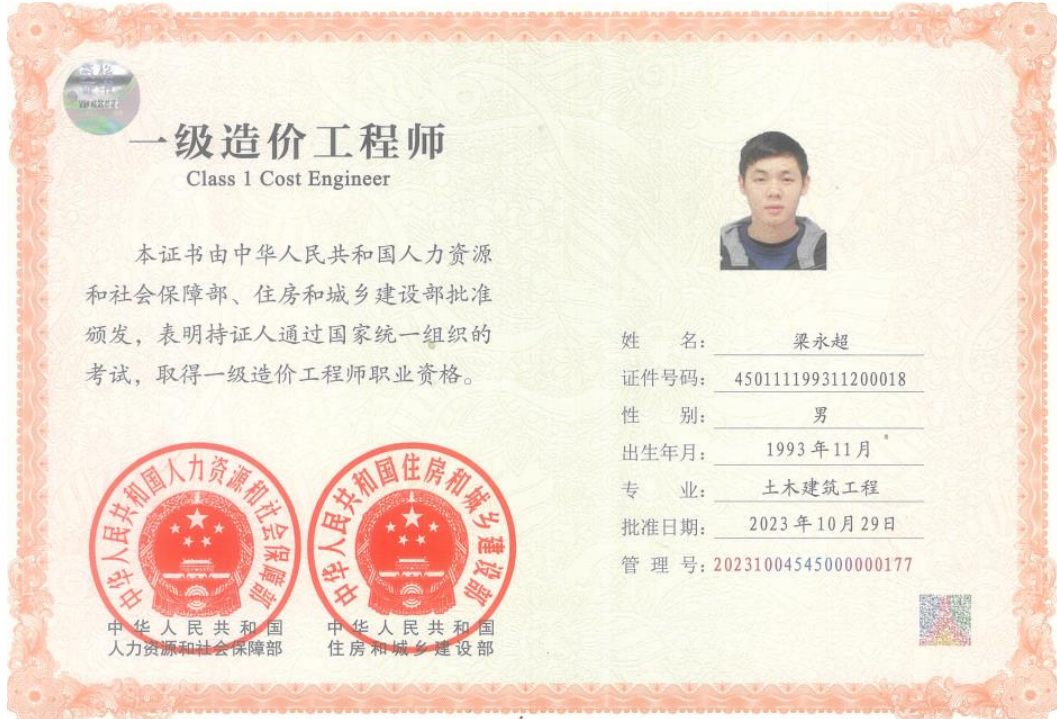 一级造价工程师
Class 1 Cost Engineer
本证书由中华人民共和国人力资源
和社会保障部、住房和城乡建设部批准
颁发，表明持证人通过国家统一组织的
考试，取得一级造价工程师职业资格。
中华人民共和国人力资源和社会保障部
中华人民共和国住房和城乡建设部
中华人民共和国
人力资源和社会保障部
中华人民共和国
住房和城乡建设部
姓 名：梁永超
证件号码：450111199311200018
性 别：男
出生年月：1993年11月
专 业：土木建筑工程
批准日期：2023年10月29日
管 理 号：20231004545000000177